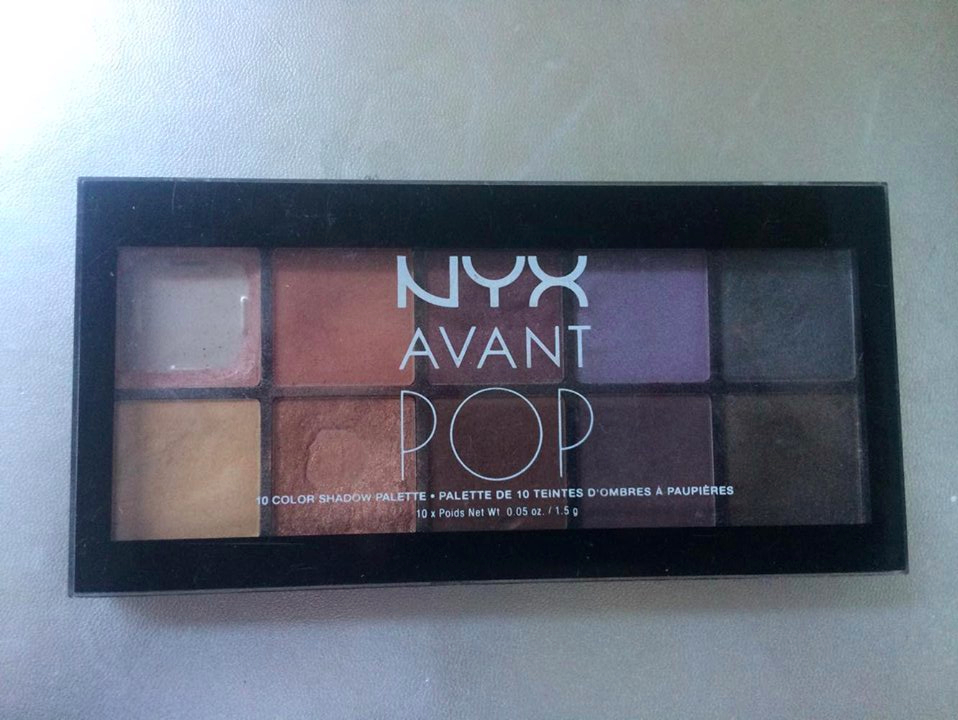 NYX
AVANT
POP
10 COLOR SHADOW PALETTE • PALETTE DE 10 TEINTES D'OMBRES À PAUPIÈRES
10 x Poids Net Wt 0.05 oz. / 1.5 g